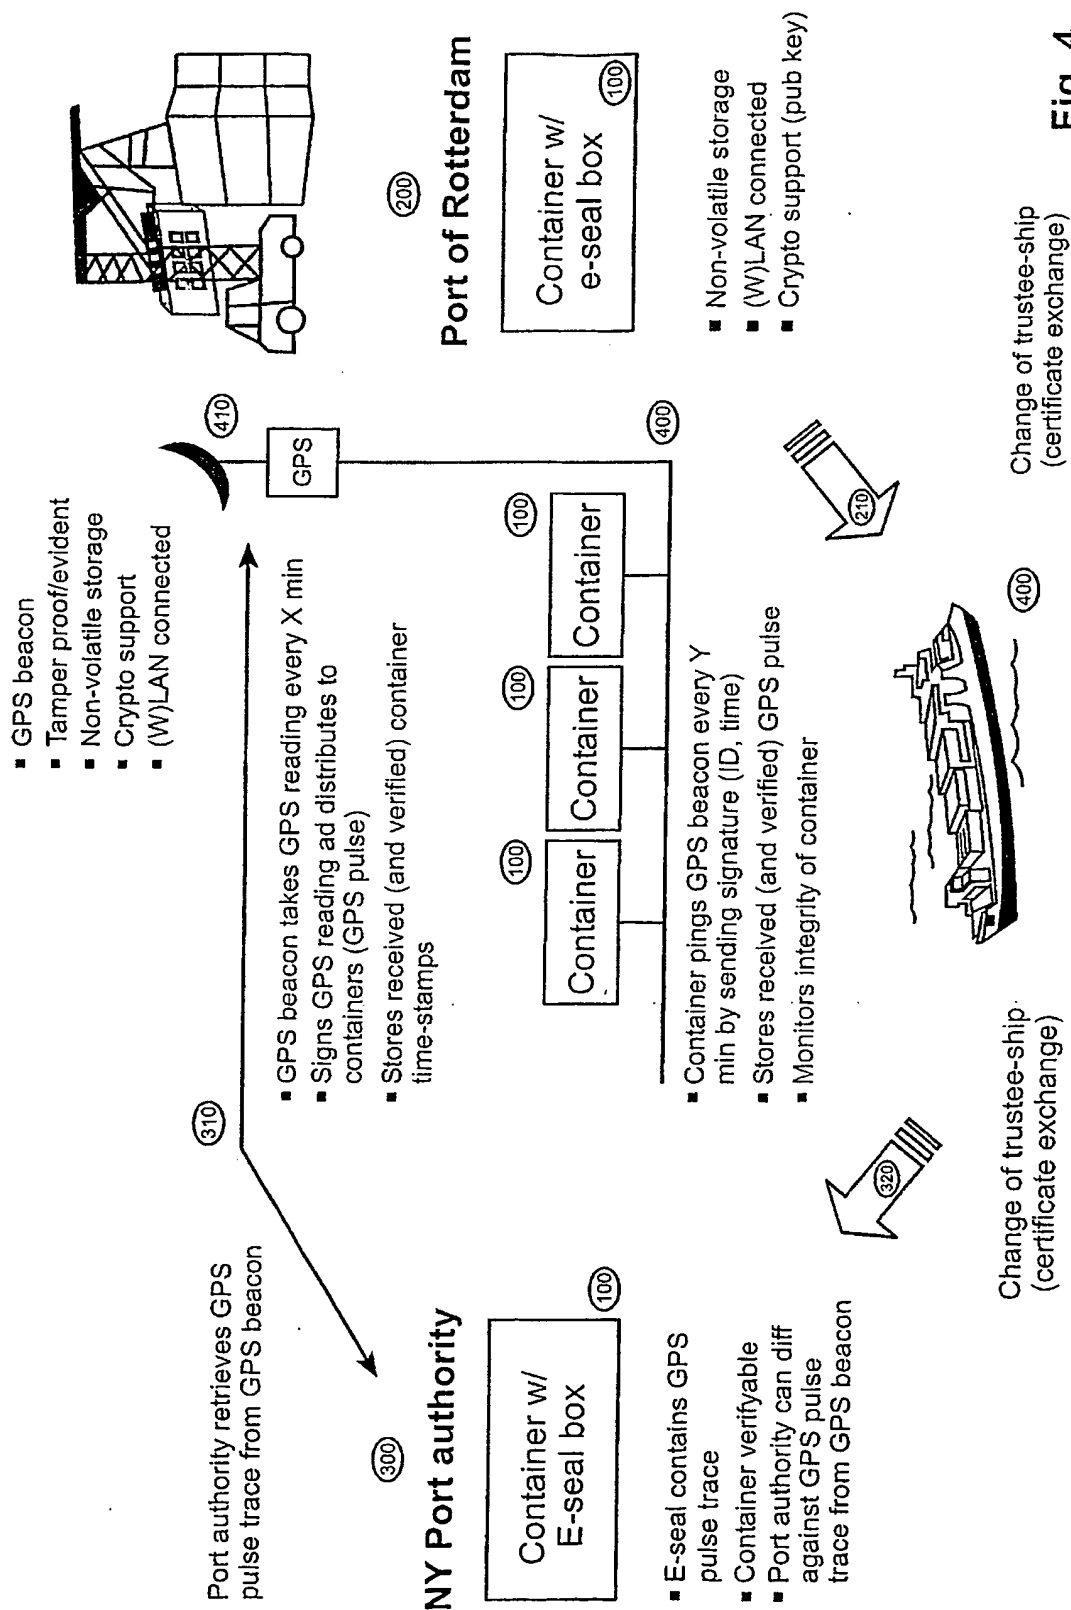 Port authority retrieves GPS
pulse trace from GPS beacon
310
300
NY Port authority
Container w/
E-seal box
100
▪ E-seal contains GPS
pulse trace
▪ Container verifyable
▪ Port authority can diff
against GPS pulse
trace from GPS beacon
320
Change of trustee-ship
(certificate exchange)
▪ GPS beacon
▪ Tamper proof/evident
▪ Non-volatile storage
▪ Crypto support
▪ (W)LAN connected
410
GPS
▪ GPS beacon takes GPS reading every X min
▪ Signs GPS reading ad distributes to
containers (GPS pulse)
▪ Stores received (and verified) container
time-stamps
100
100
100
Container
Container
Container
400
▪ Container pings GPS beacon every Y
min by sending signature (ID, time)
▪ Stores received (and verified) GPS pulse
▪ Monitors integrity of container
400
200
Port of Rotterdam
Container w/
e-seal box
100
▪ Non-volatile storage
▪ (W)LAN connected
▪ Crypto support (pub key)
210
Change of trustee-ship
(certificate exchange)
Fig. 4